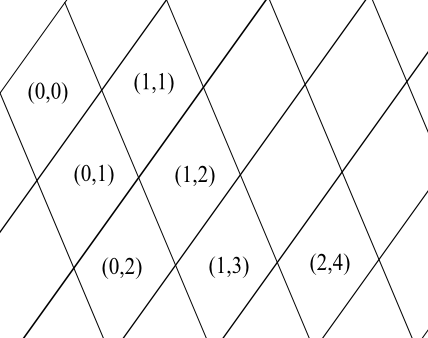 (0,0) (1,1)
(0,1) (1,2)
(0,2) (1,3) (2,4)